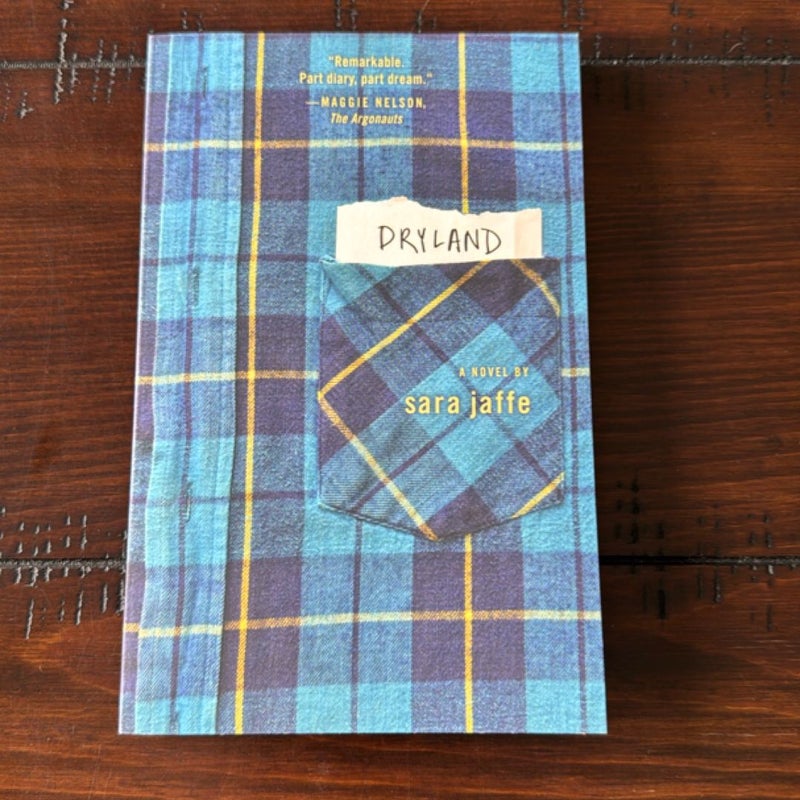 "Remarkable.
Part diary, part dream."
—MAGGIE NELSON,
The Argonauts
DRYLAND
A NOVEL BY
sara jaffe